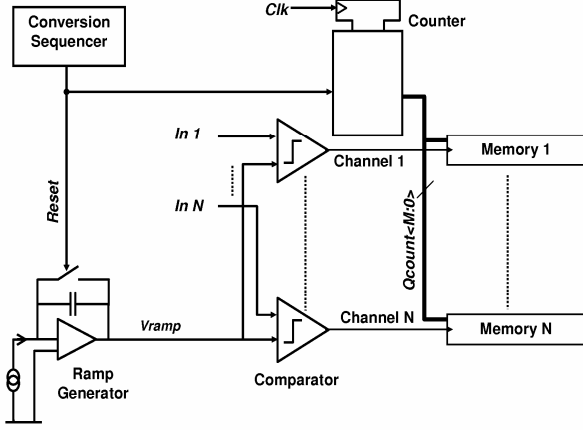 Conversion
Sequencer
Clk
Counter
In 1
Channel 1
Memory 1
In N
Reset
Qcount<M:0>
Vramp
Channel N
Memory N
Ramp
Generator
Comparator